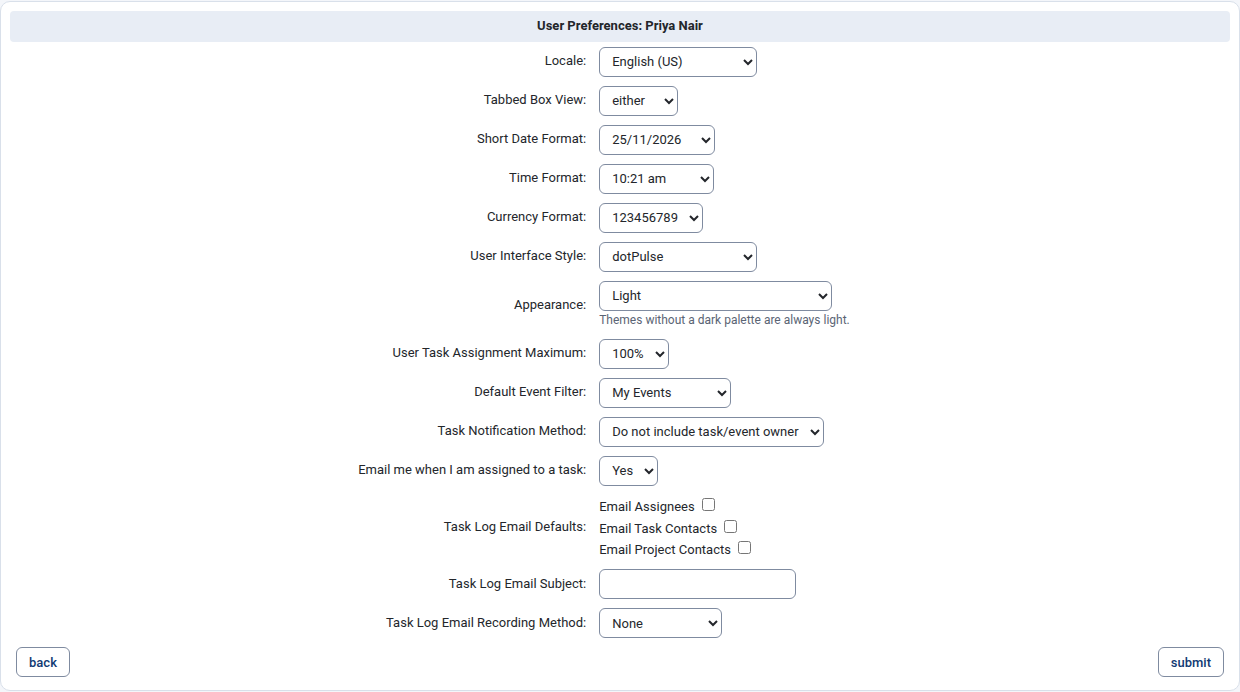 User Preferences: Priya Nair
Locale: English (US)
Tabbed Box View: either
Short Date Format: 25/11/2026
Time Format: 10:21 am
Currency Format: 123456789
User Interface Style: dotPulse
Appearance: Light
Themes without a dark palette are always light.
User Task Assignment Maximum: 100%
Default Event Filter: My Events
Task Notification Method: Do not include task/event owner
Email me when I am assigned to a task: Yes
Task Log Email Defaults:
Email Assignees
Email Task Contacts
Email Project Contacts
Task Log Email Subject:
Task Log Email Recording Method: None
back submit